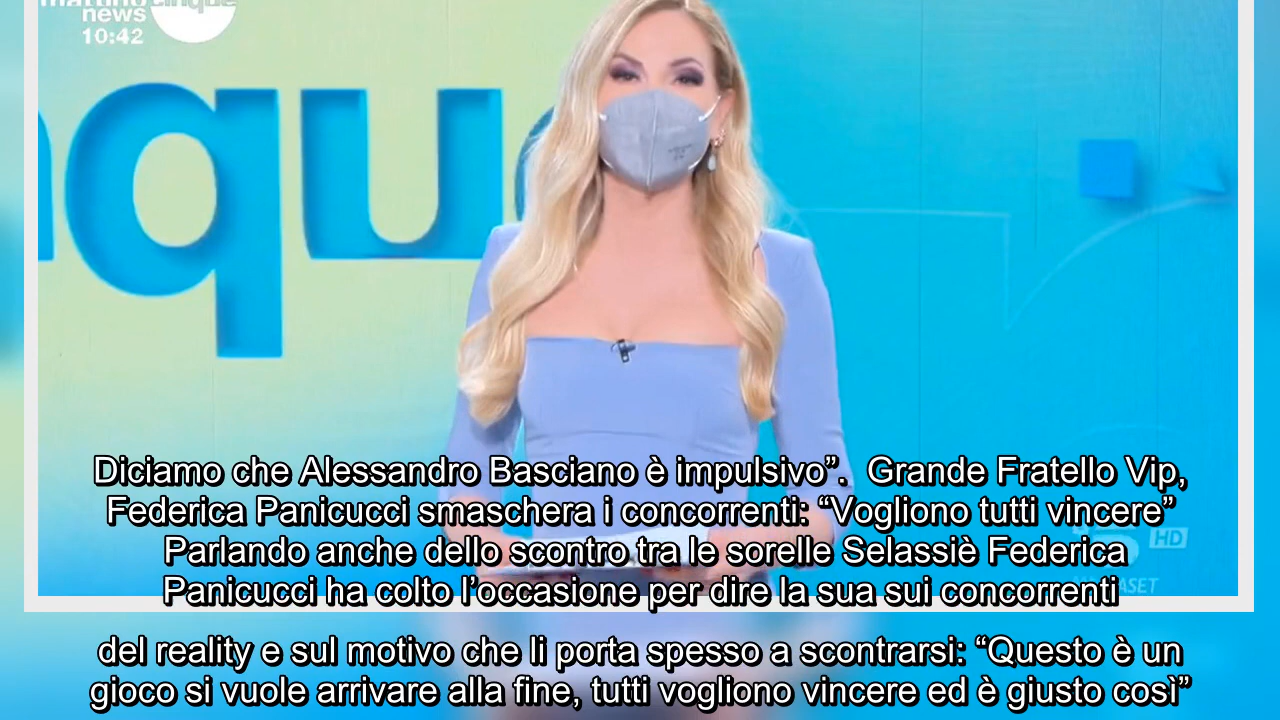 mattino cinque
news
10:42
nque
Diciamo che Alessandro Basciano è impulsivo”.  Grande Fratello Vip,
Federica Panicucci smaschera i concorrenti: “Vogliono tutti vincere”
Parlando anche dello scontro tra le sorelle Selassiè Federica
HD
Panicucci ha colto l’occasione per dire la sua sui concorrenti
del reality e sul motivo che li porta spesso a scontrarsi: “Questo è un
gioco si vuole arrivare alla fine, tutti vogliono vincere ed è giusto così”